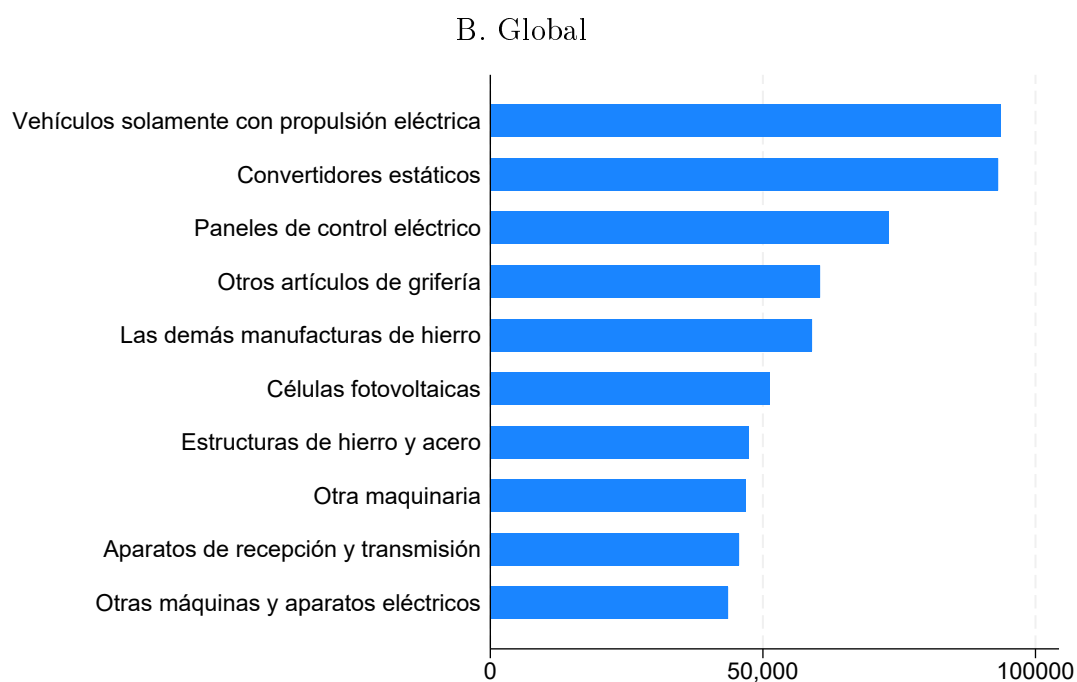 B. Global
Vehículos solamente con propulsión eléctrica
Convertidores estáticos
Paneles de control eléctrico
Otros artículos de grifería
Las demás manufacturas de hierro
Células fotovoltaicas
Estructuras de hierro y acero
Otra maquinaria
Aparatos de recepción y transmisión
Otras máquinas y aparatos eléctricos
0 50,000 100000